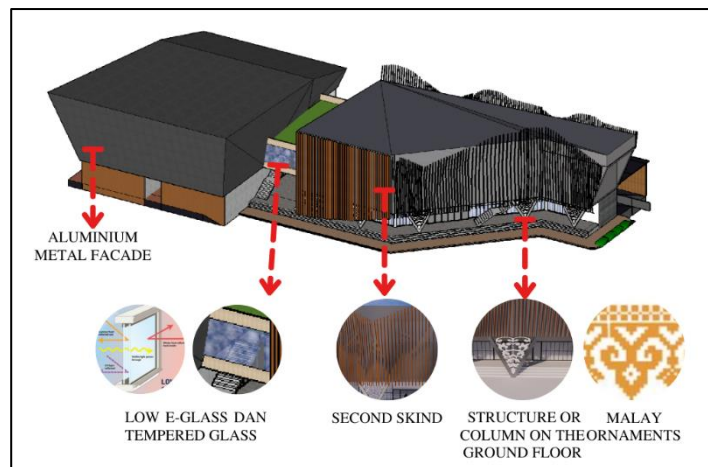 ALUMINIUM
METAL FACADE
LOW E-GLASS DAN
TEMPERED GLASS
SECOND SKIND
STRUCTURE OR
COLUMN ON THE
GROUND FLOOR
MALAY
ORNAMENTS